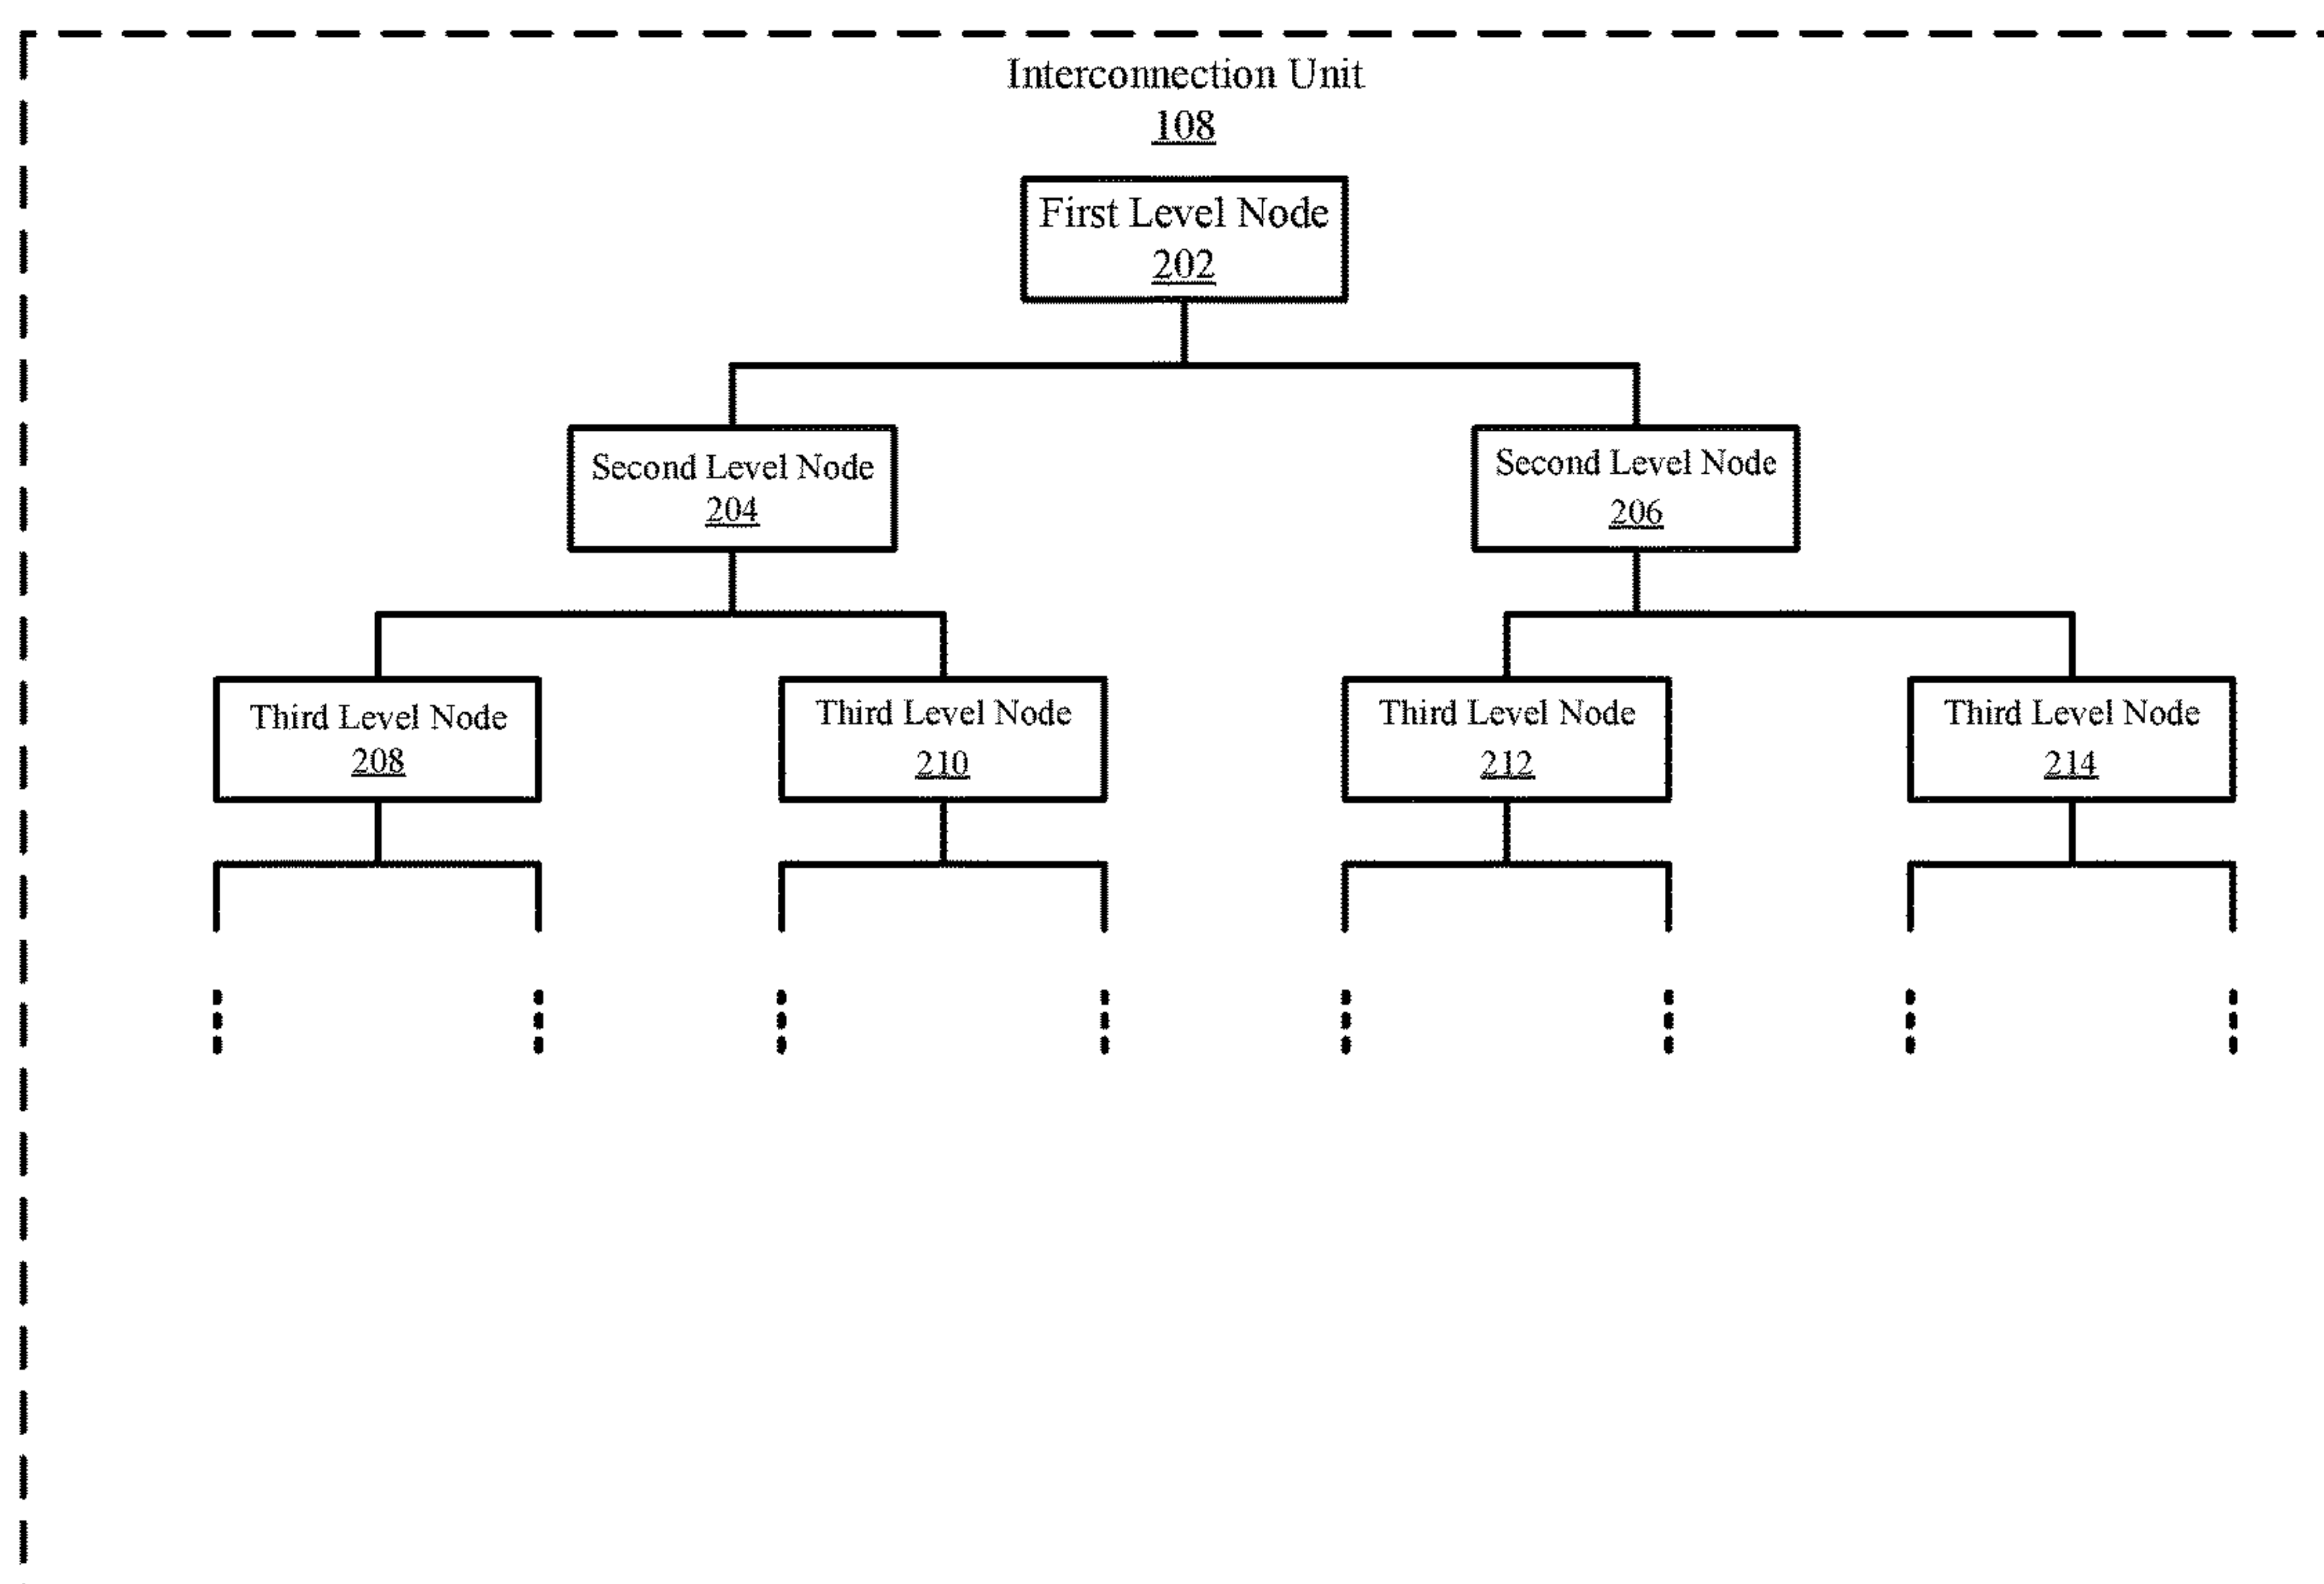 Interconnection Unit
108
First Level Node
202
Second Level Node
204
Second Level Node
206
Third Level Node
208
Third Level Node
210
Third Level Node
212
Third Level Node
214